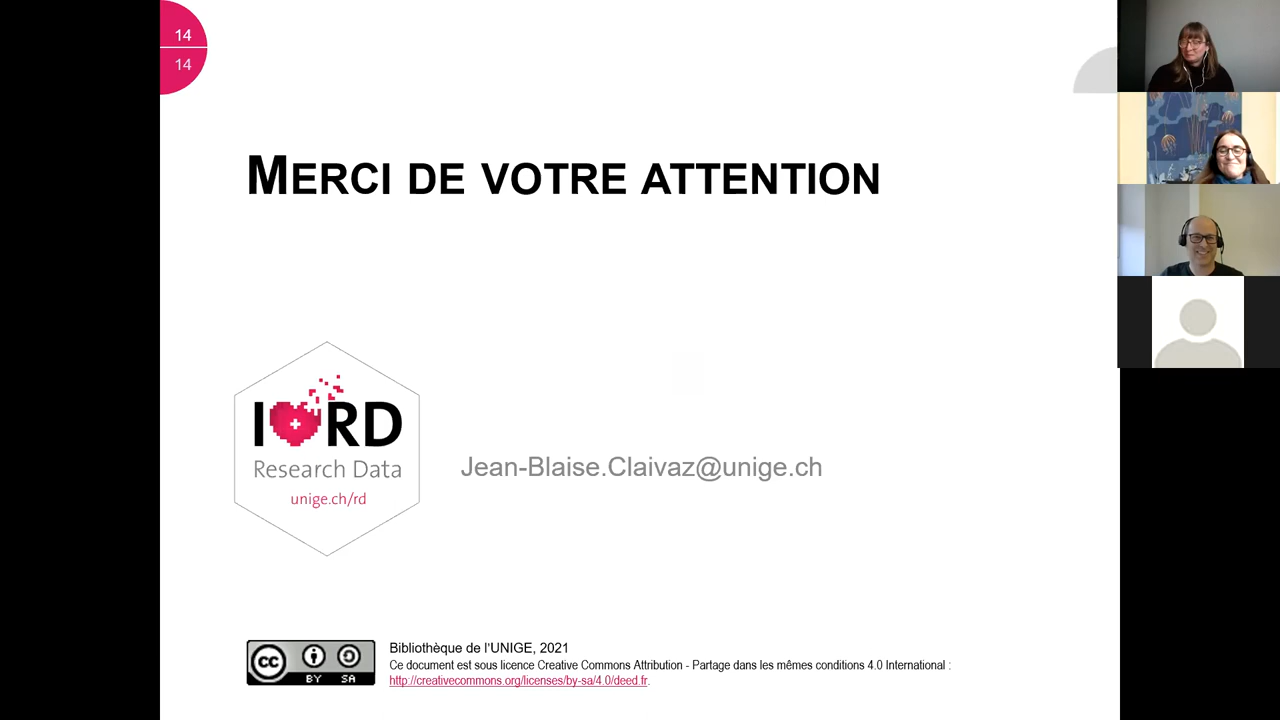 14
14
MERCI DE VOTRE ATTENTION
I RD
Research Data
unige.ch/rd
Jean-Blaise.Claivaz@unige.ch
cc
BY SA
Bibliothèque de l'UNIGE, 2021
Ce document est sous licence Creative Commons Attribution - Partage dans les mêmes conditions 4.0 International :
http://creativecommons.org/licenses/by-sa/4.0/deed.fr.